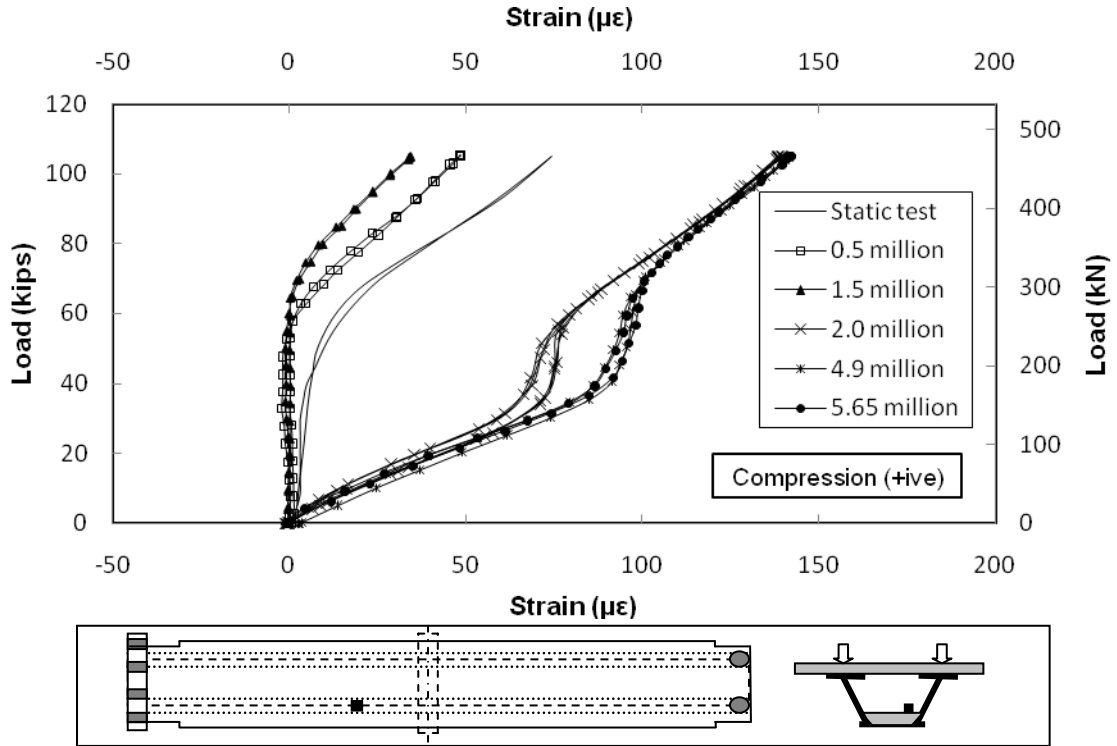 Strain (με)
-50 0 50 100 150 200
120 100 80 60 40 20 0
Load (kips)
500 400 300 200 100 0
Load (kN)
Static test
0.5 million
1.5 million
2.0 million
4.9 million
5.65 million
Compression (+ive)
-50 0 50 100 150 200
Strain (με)